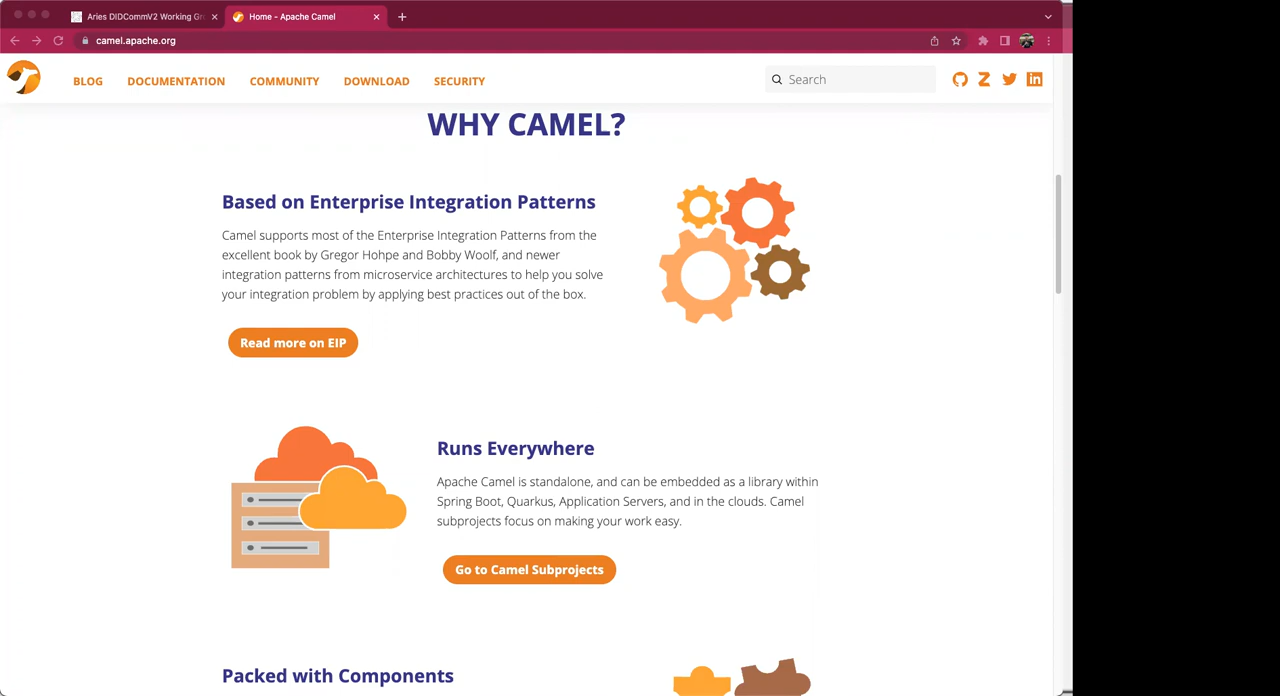 Aries DIDCommV2 Working Gr
Home - Apache Camel
camel.apache.org
BLOG DOCUMENTATION COMMUNITY DOWNLOAD SECURITY
Search
WHY CAMEL?
Based on Enterprise Integration Patterns
Camel supports most of the Enterprise Integration Patterns from the
excellent book by Gregor Hohpe and Bobby Woolf, and newer
integration patterns from microservice architectures to help you solve
your integration problem by applying best practices out of the box.
Read more on EIP
Runs Everywhere
Apache Camel is standalone, and can be embedded as a library within
Spring Boot, Quarkus, Application Servers, and in the clouds. Camel
subprojects focus on making your work easy.
Go to Camel Subprojects
Packed with Components